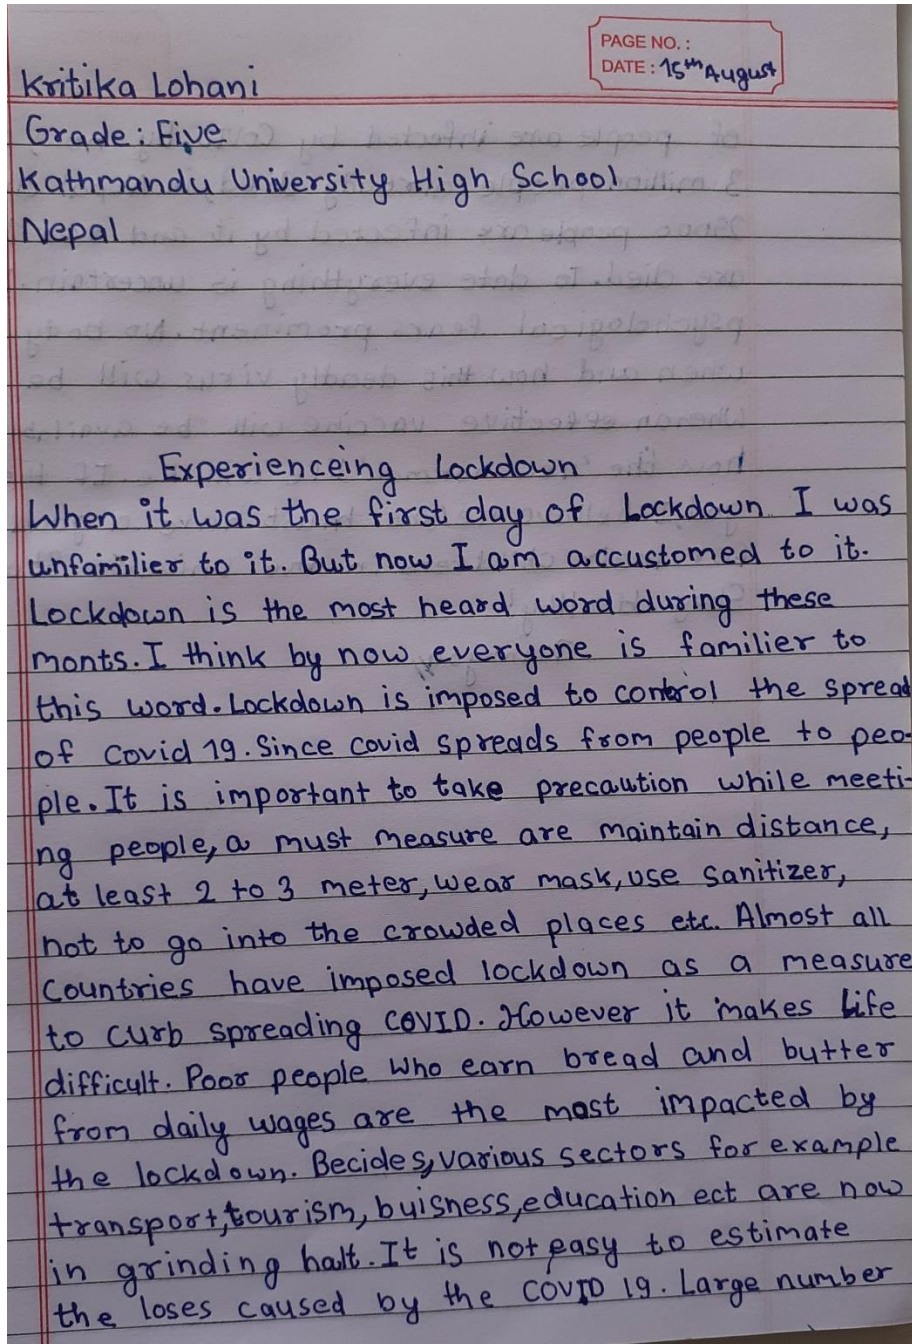 PAGE NO. :
DATE : 15th August
Kritika Lohani
Grade : Five
Kathmandu University High School
Nepal
Experienceing Lockdown
When it was the first day of Lockdown I was
unfamilier to it. But now I am accustomed to it.
Lockdown is the most heard word during these
monts. I think by now everyone is familier to
this word. Lockdown is imposed to control the spread
of Covid 19. Since covid spreads from people to peo-
ple. It is important to take precaution while meeti-
ng people, a must measure are maintain distance,
at least 2 to 3 meter, wear mask, use sanitizer,
not to go into the crowded places etc. Almost all
Countries have imposed lockdown as a measure
to curb spreading COVID. However it makes life
difficult. Poor people who earn bread and butter
from daily wages are the most impacted by
the lockdown. Becides, various sectors for example
transport, tourism, buisness, education ect are now
in grinding halt. It is not easy to estimate
the loses caused by the COVID 19. Large number